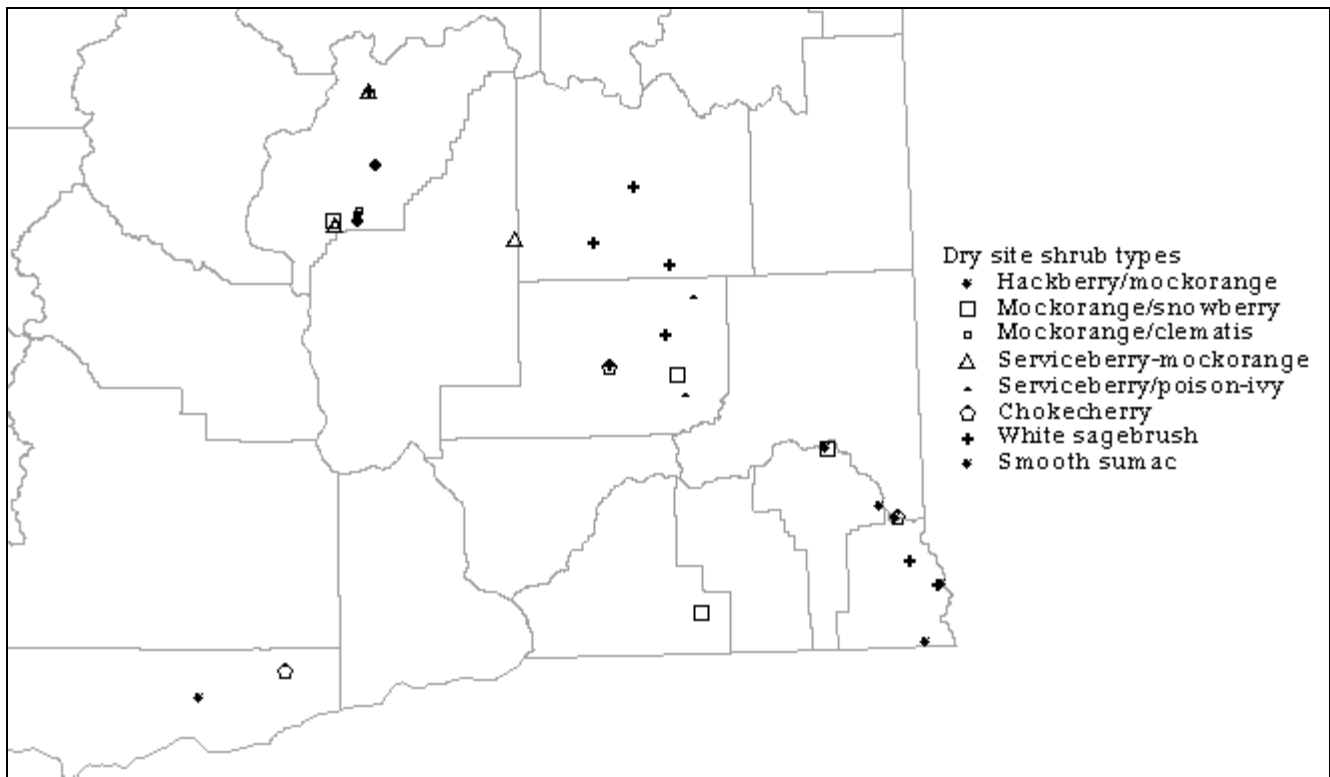 Dry site shrub types
Hackberry/mockorange
Mockorange/snowberry
Mockorange/clematis
Serviceberry-mockorange
Serviceberry/poison-ivy
Chokecherry
White sagebrush
Smooth sumac